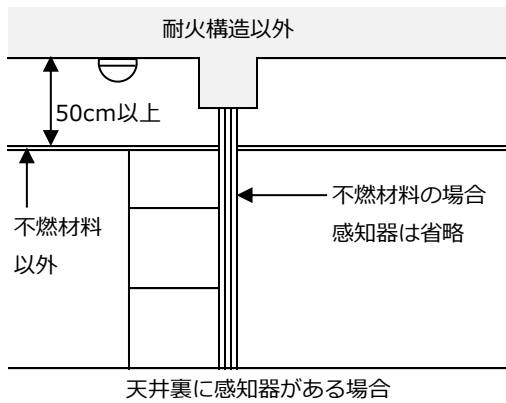 耐火構造以外
50cm以上
不燃材料
以外
不燃材料の場合
感知器は省略
天井裏に感知器がある場合